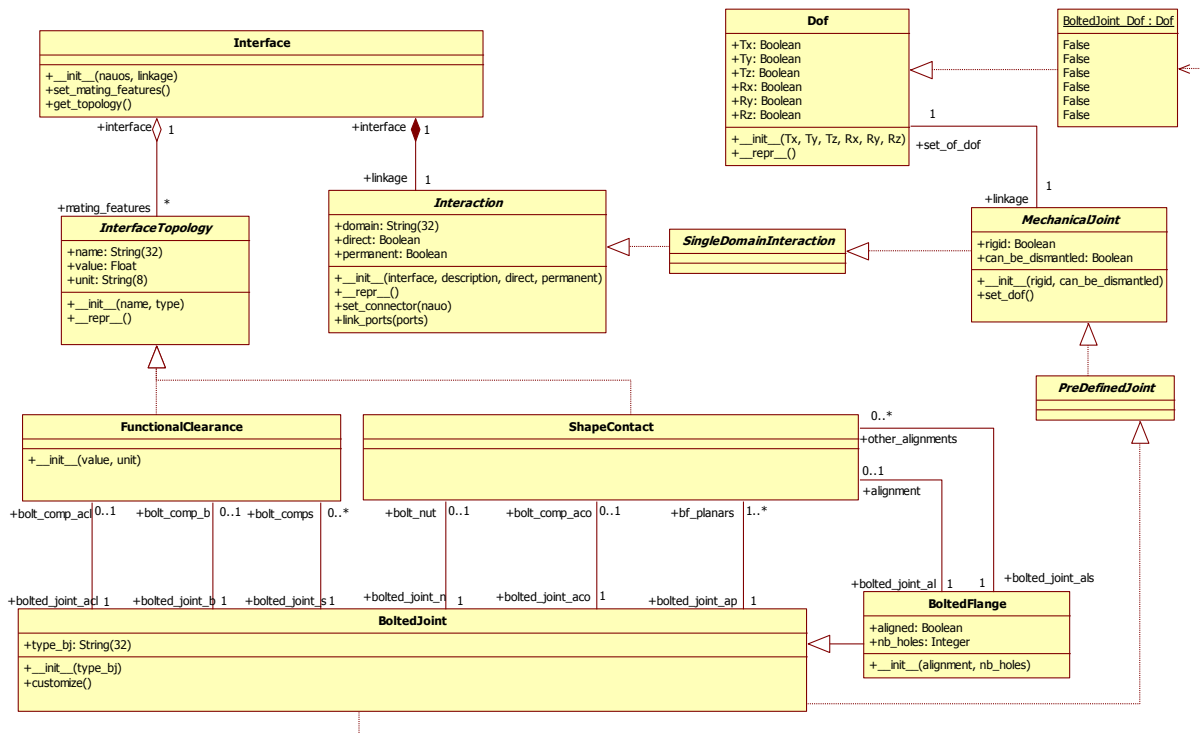 Interface
+__init__(nauos, linkage)
+set_mating_features()
+get_topology()
+interface
1
+interface
1
+linkage
1
+mating_features
*
Dof
+Tx: Boolean
+Ty: Boolean
+Tz: Boolean
+Rx: Boolean
+Ry: Boolean
+Rz: Boolean
+__init__(Tx, Ty, Tz, Rx, Ry, Rz)
+__repr__()
BoltedJoint_Dof : Dof
False
False
False
False
False
False
1
+set_of_dof
1
+linkage
InterfaceTopology
+name: String(32)
+value: Float
+unit: String(8)
+__init__(name, type)
+__repr__()
Interaction
+domain: String(32)
+direct: Boolean
+permanent: Boolean
+__init__(interface, description, direct, permanent)
+__repr__()
+set_connector(nauo)
+link_ports(ports)
SingleDomainInteraction
MechanicalJoint
+rigid: Boolean
+can_be_dismantled: Boolean
+__init__(rigid, can_be_dismantled)
+set_dof()
PreDefinedJoint
FunctionalClearance
+__init__(value, unit)
ShapeContact
0..*
+other_alignments
0..1
+alignment
+bolt_comp_acl
0..1
+bolt_comp_b
0..1
+bolt_comps
0..*
+bolt_nut
0..1
+bolt_comp_aco
0..1
+bf_planars
1..*
+bolted_joint_al
1
1
+bolted_joint_als
+bolted_joint_acl
1
+bolted_joint_b
1
+bolted_joint_s
1
+bolted_joint_n
1
+bolted_joint_aco
1
+bolted_joint_ap
1
BoltedFlange
+aligned: Boolean
+nb_holes: Integer
+__init__(alignment, nb_holes)
BoltedJoint
+type_bj: String(32)
+__init__(type_bj)
+customize()